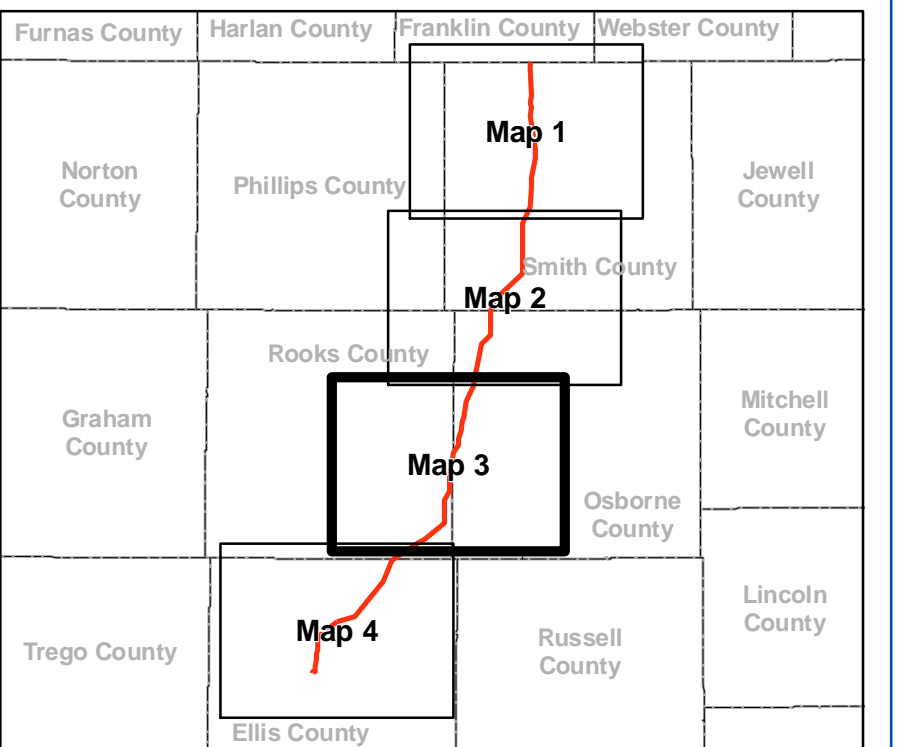 Furnas County
Harlan County
Franklin County
Webster County
Map 1
Norton
County
Phillips County
Jewell
County
Smith County
Map 2
Rooks County
Graham
County
Mitchell
County
Map 3
Osborne
County
Lincoln
County
Map 4
Trego County
Russell
County
Ellis County